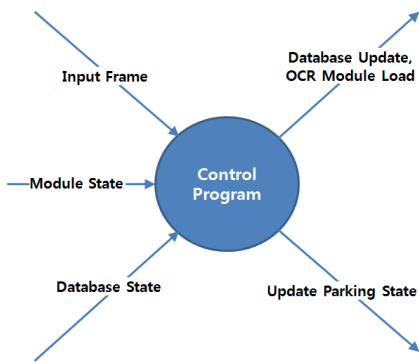 Input Frame
Database Update,
OCR Module Load
Module State
Control
Program
Database State
Update Parking State